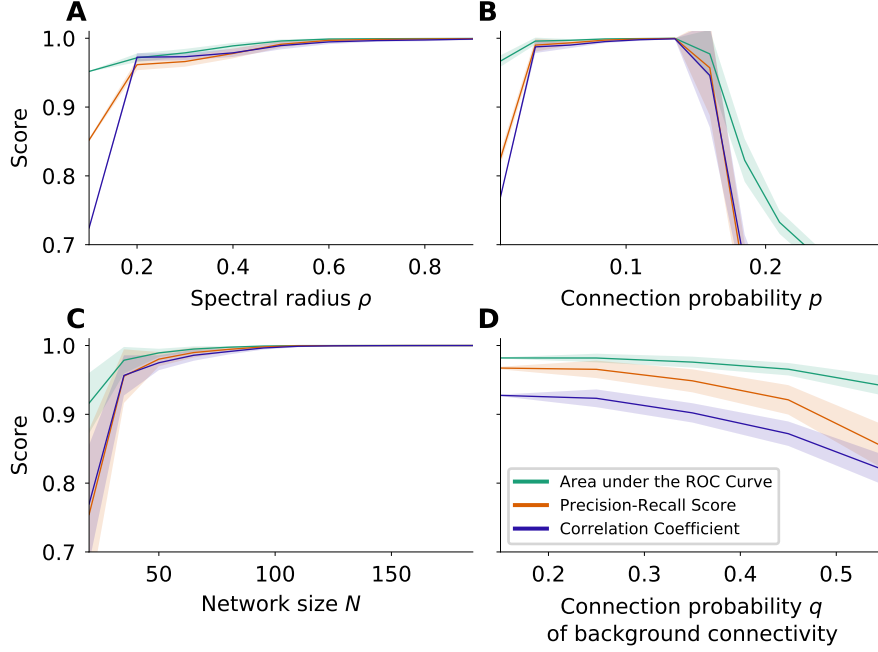 A
B
1.0
0.9
0.8
0.7
Score
0.2
0.4
0.6
0.8
Spectral radius ρ
0.1
0.2
Connection probability p
C
D
1.0
0.9
0.8
0.7
Score
50
100
150
Network size N
Area under the ROC Curve
Precision-Recall Score
Correlation Coefficient
0.2
0.3
0.4
0.5
Connection probability q
of background connectivity